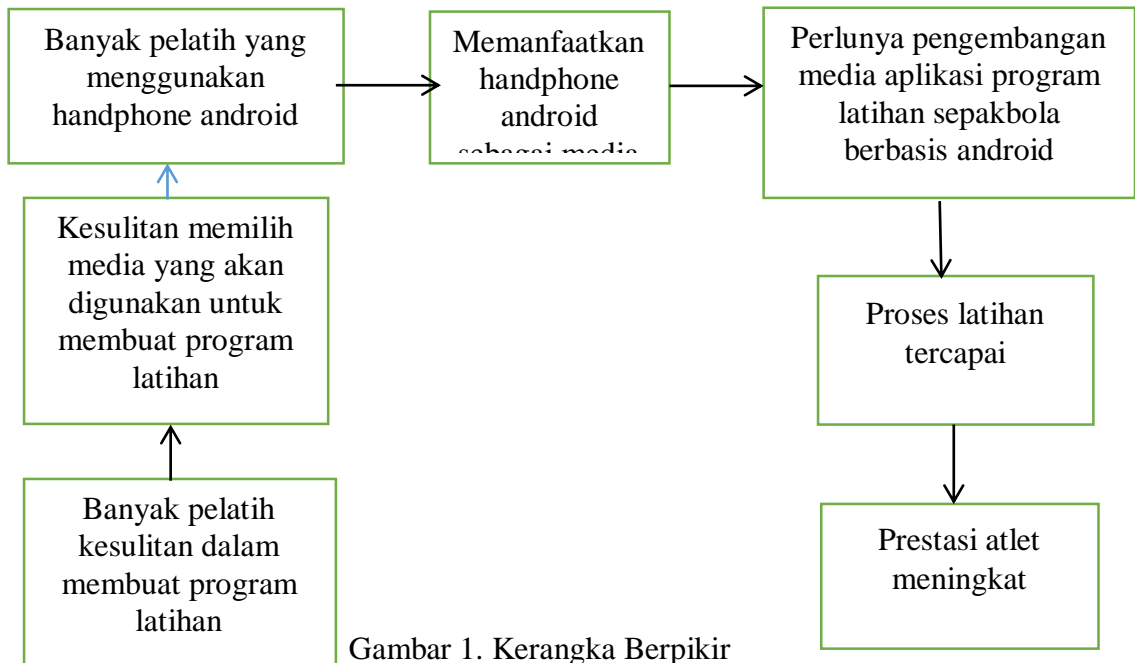 Banyak pelatih yang
menggunakan
handphone android
Memanfaatkan
handphone
android
sebagai media
Perlunya pengembangan
media aplikasi program
latihan sepakbola
berbasis android
Kesulitan memilih
media yang akan
digunakan untuk
membuat program
latihan
Proses latihan
tercapai
Banyak pelatih
kesulitan dalam
membuat program
latihan
Prestasi atlet
meningkat
Gambar 1. Kerangka Berpikir